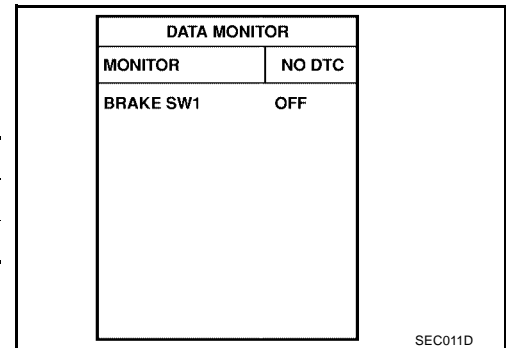 DATA MONITOR
MONITOR NO DTC
BRAKE SW1 OFF
SEC011D